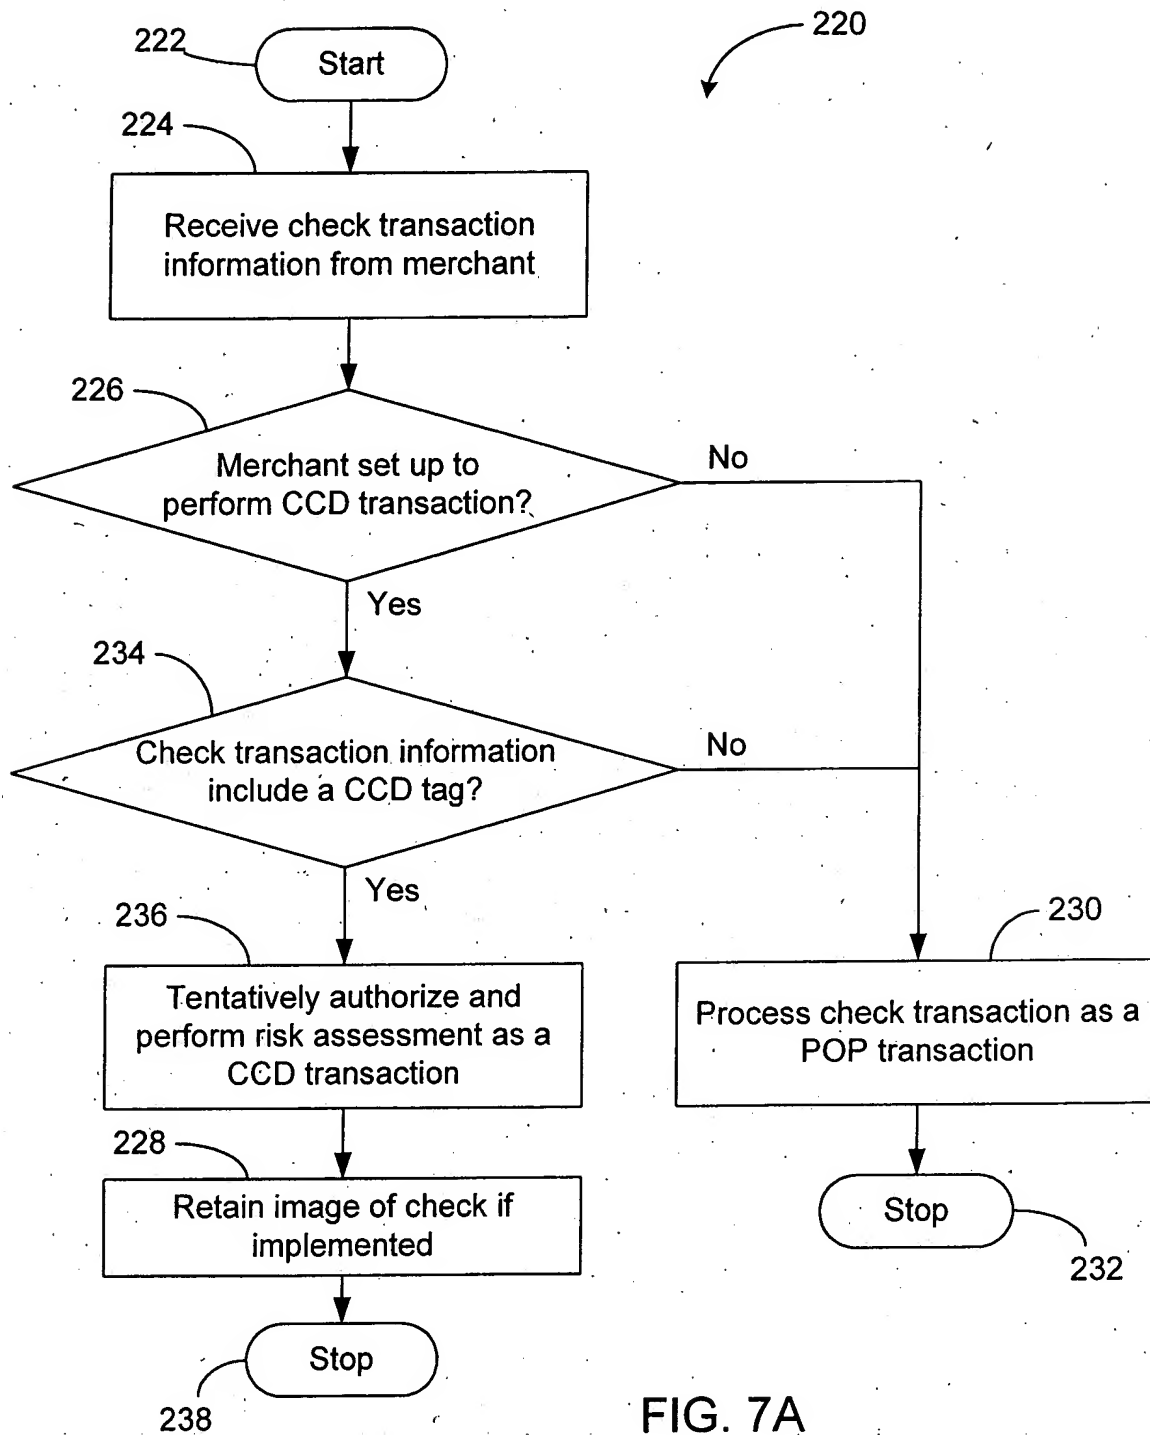 220
222
Start
224
Receive check transaction
information from merchant
226
Merchant set up to
perform CCD transaction?
No
Yes
234
Check transaction information
include a CCD tag?
No
Yes
236
Tentatively authorize and
perform risk assessment as a
CCD transaction
230
Process check transaction as a
POP transaction
228
Retain image of check if
implemented
Stop
232
Stop
238
FIG. 7A